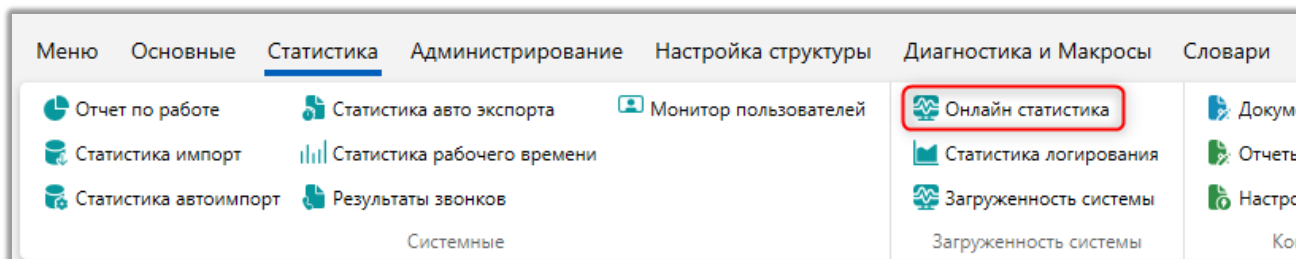 Меню Основные Статистика Администрирование Настройка структуры Диагностика и Макросы Словари
Отчет по работе Статистика авто экспорта Монитор пользователей Онлайн статистика
Статистика импорт Статистика рабочего времени Статистика логирования
Статистика автоимпорт Результаты звонков Загруженность системы
Системные Загруженность системы